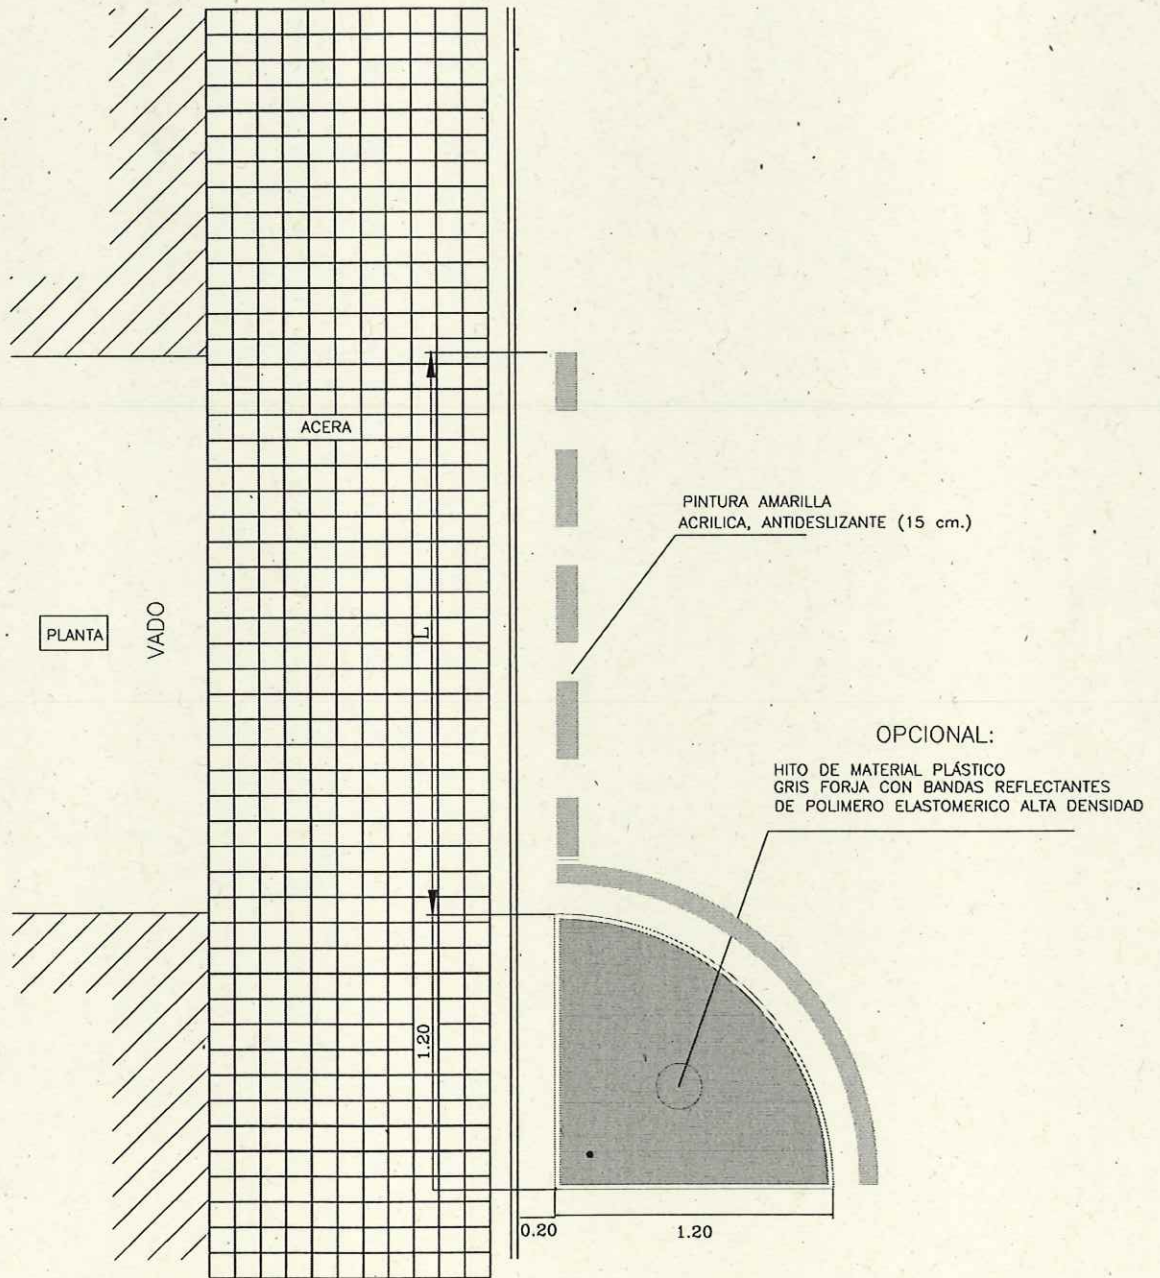 ACERA
PINTURA AMARILLA
ACRILICA, ANTIDESLIZANTE (15 cm.)
L
PLANTA
VADO
OPCIONAL:
HITO DE MATERIAL PLÁSTICO
GRIS FORJA CON BANDAS REFLECTANTES
DE POLIMERO ELASTOMERICO ALTA DENSIDAD
1.20
0.20
1.20